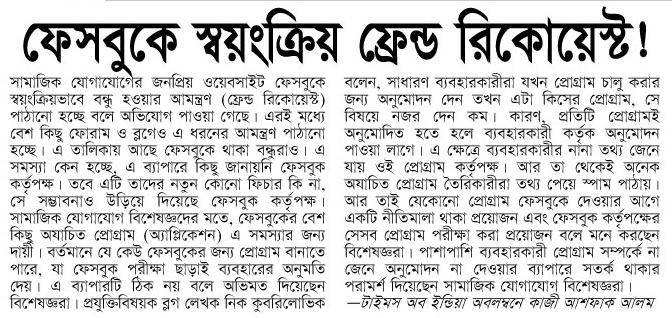 ফেসবুকে স্বয়ংক্রিয় ফ্রেন্ড রিকোয়েস্ট!
সামাজিক যোগাযোগের জনপ্রিয় ওয়েবসাইট ফেসবুকে
স্বয়ংক্রিয়ভাবে বন্ধু হওয়ার আমন্ত্রণ (ফ্রেন্ড রিকোয়েস্ট)
পাঠানো হচ্ছে বলে অভিযোগ পাওয়া গেছে। এরই মধ্যে
বেশ কিছু ফোরাম ও ব্লগেও এ ধরনের আমন্ত্রণ পাঠানো
হচ্ছে। এ তালিকায় আছে ফেসবুকে থাকা বন্ধুরাও। এ
সমস্যা কেন হচ্ছে, এ ব্যাপারে কিছু জানায়নি ফেসবুক
কর্তৃপক্ষ। তবে এটি তাদের নতুন কোনো ফিচার কি না,
সে সম্ভাবনাও উড়িয়ে দিয়েছে ফেসবুক কর্তৃপক্ষ।
সামাজিক যোগাযোগ বিশেষজ্ঞদের মতে, ফেসবুকের বেশ
কিছু অযাচিত প্রোগ্রাম (অ্যাপ্লিকেশন) এ সমস্যার জন্য
দায়ী। বর্তমানে যে কেউ ফেসবুকের জন্য প্রোগ্রাম বানাতে
পারে, যা ফেসবুক পরীক্ষা ছাড়াই ব্যবহারের অনুমতি
দেয়। এ ব্যাপারটি ঠিক নয় বলে অভিমত দিয়েছেন
বিশেষজ্ঞরা। প্রযুক্তিবিষয়ক ব্লগ লেখক নিক কুবরিলোভিক
বলেন, সাধারণ ব্যবহারকারীরা যখন প্রোগ্রাম চালু করার
জন্য অনুমোদন দেন তখন এটা কিসের প্রোগ্রাম, সে
বিষয়ে নজর দেন কম। কারণ, প্রতিটি প্রোগ্রামই
অনুমোদিত হতে হলে ব্যবহারকারী কর্তৃক অনুমোদন
পাওয়া লাগে। এ ক্ষেত্রে ব্যবহারকারীর নানা তথ্য জেনে
যায় ওই প্রোগ্রাম কর্তৃপক্ষ। আর তা থেকেই অনেক
অযাচিত প্রোগ্রাম তৈরিকারীরা তথ্য পেয়ে স্পাম পাঠায়।
আর তাই যেকোনো প্রোগ্রাম ফেসবুকে দেওয়ার আগে
একটি নীতিমালা থাকা প্রয়োজন এবং ফেসবুক কর্তৃপক্ষের
সেসব প্রোগ্রাম পরীক্ষা করা প্রয়োজন বলে মনে করছেন
বিশেষজ্ঞরা। পাশাপাশি ব্যবহারকারী প্রোগ্রাম সম্পর্কে না
জেনে অনুমোদন না দেওয়ার ব্যাপারে সতর্ক থাকার
পরামর্শ দিয়েছেন সামাজিক যোগাযোগ বিশেষজ্ঞরা।
—টাইমস অব ইন্ডিয়া অবলম্বনে কাজী আশফাক আলম